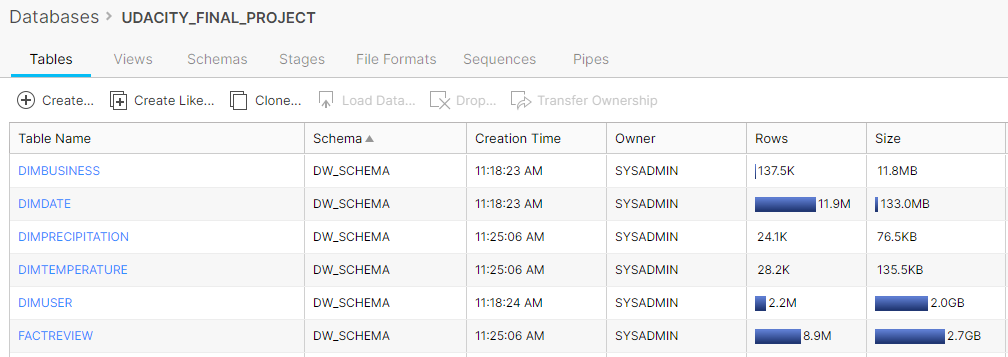 Databases > UDACITY_FINAL_PROJECT
Tables Views Schemas Stages File Formats Sequences Pipes
Create... Create Like... Clone... Load Data... Drop... Transfer Ownership
Table Name Schema Creation Time Owner Rows Size
DIMBUSINESS DW_SCHEMA 11:18:23 AM SYSADMIN 137.5K 11.8MB
DIMDATE DW_SCHEMA 11:18:23 AM SYSADMIN 11.9M 133.0MB
DIMPRECIPITATION DW_SCHEMA 11:25:06 AM SYSADMIN 24.1K 76.5KB
DIMTEMPERATURE DW_SCHEMA 11:25:06 AM SYSADMIN 28.2K 135.5KB
DIMUSER DW_SCHEMA 11:18:24 AM SYSADMIN 2.2M 2.0GB
FACTREVIEW DW_SCHEMA 11:25:06 AM SYSADMIN 8.9M 2.7GB